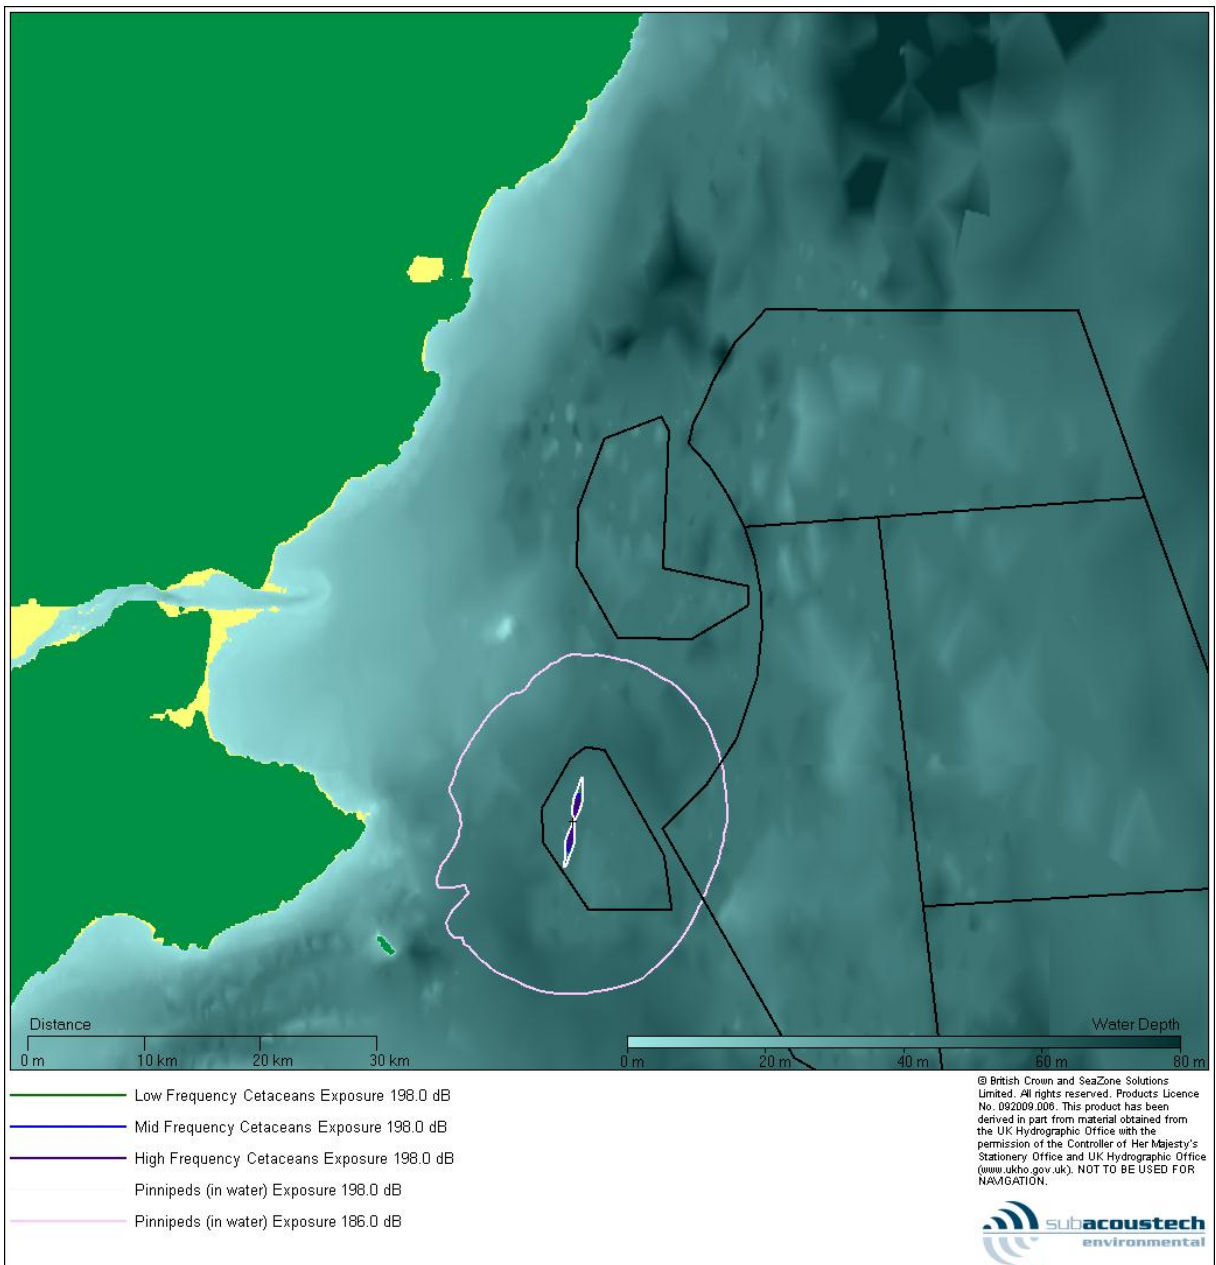 Distance
0 m 10 km 20 km 30 km
Water Depth
0 m 20 m 40 m 60 m 80 m
Low Frequency Cetaceans Exposure 198.0 dB
Mid Frequency Cetaceans Exposure 198.0 dB
High Frequency Cetaceans Exposure 198.0 dB
Pinnipeds (in water) Exposure 198.0 dB
Pinnipeds (in water) Exposure 186.0 dB
© British Crown and SeaZone Solutions
Limited. All rights reserved. Products Licence
No. 092009.006. This product has been
derived in part from material obtained from
the UK Hydrographic Office with the
permission of the Controller of Her Majesty's
Stationery Office and UK Hydrographic Office
(www.ukho.gov.uk). NOT TO BE USED FOR
NAVIGATION.
subacoustech
environmental